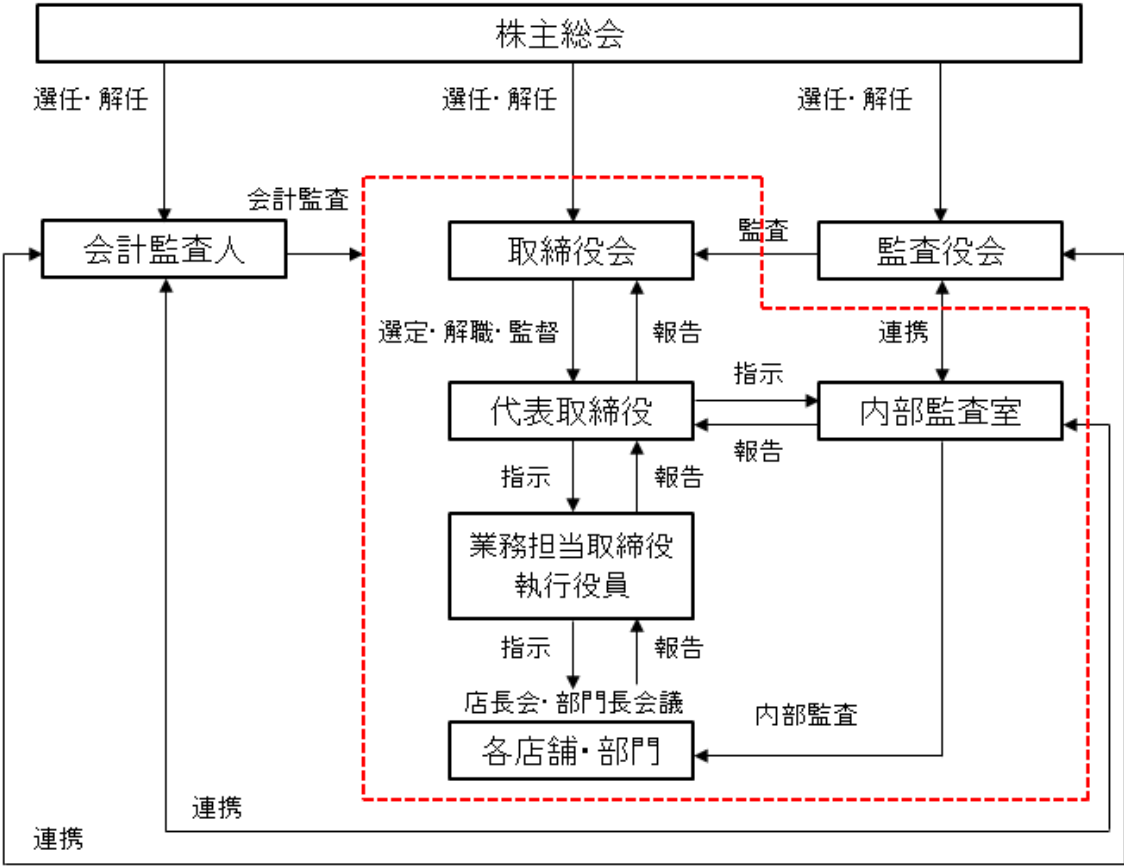 株主総会
選任・解任
選任・解任
選任・解任
会計監査
会計監査人
取締役会
監査
監査役会
選定・解職・監督
報告
連携
指示
代表取締役
内部監査室
報告
指示
報告
業務担当取締役
執行役員
指示
報告
店長会・部門長会議
内部監査
各店舗・部門
連携
連携